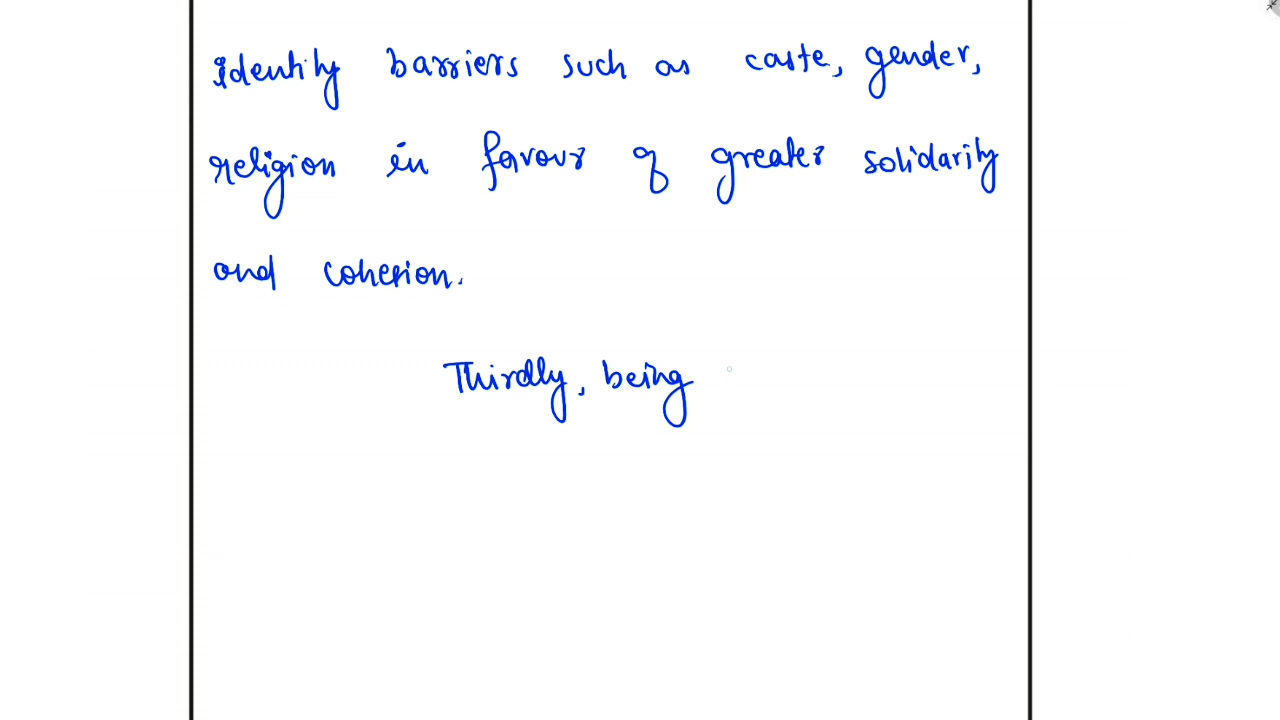 identity barriers such as caste, gender,
religion in favour of greater solidarity
and cohesion.
Thirdly, being